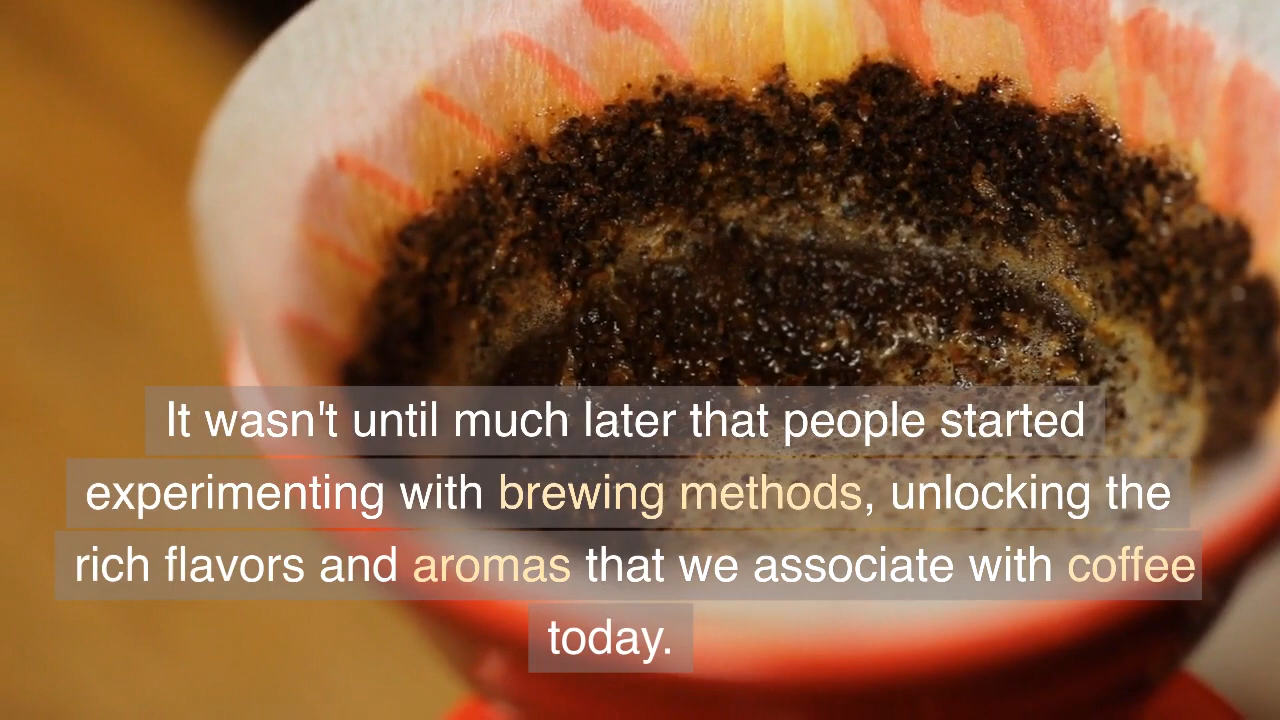 It wasn't until much later that people started
experimenting with brewing methods, unlocking the
rich flavors and aromas that we associate with coffee
today.